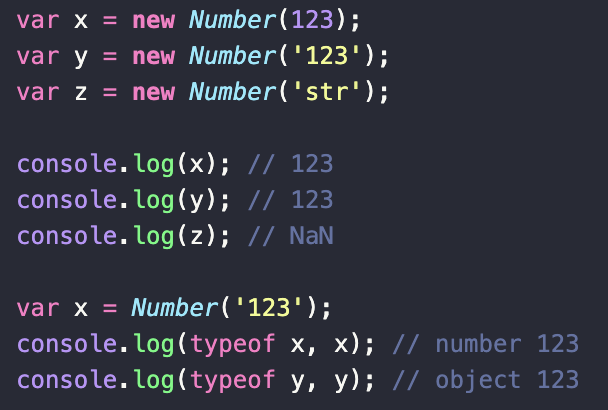 var x = new Number(123);
var y = new Number('123');
var z = new Number('str');
console.log(x); // 123
console.log(y); // 123
console.log(z); // NaN
var x = Number('123');
console.log(typeof x, x); // number 123
console.log(typeof y, y); // object 123